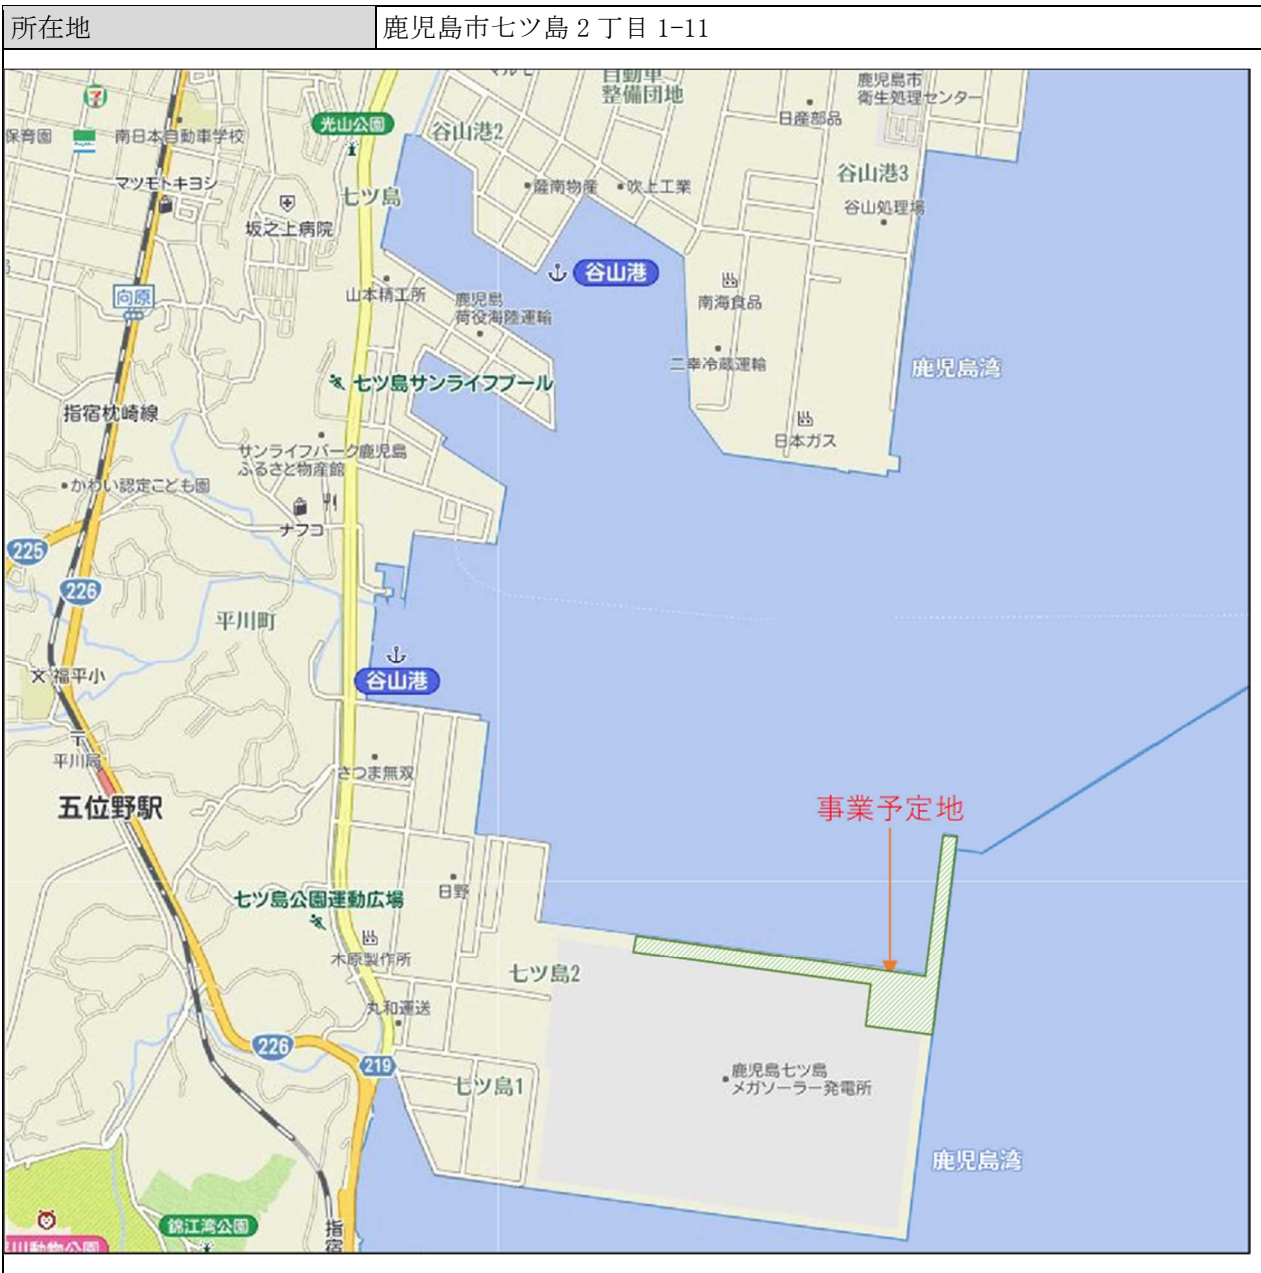 所在地
鹿児島市七ツ島2丁目1-11
自動車
整備団地
鹿児島市
衛生処理センター
日産部品
光山公園
谷山港2
保育園
南日本自動車学校
マツモトキヨシ
七ツ島
坂之上病院
薩南物産
吹上工業
谷山港3
谷山処理場
谷山港
向原
山本精工所
鹿児島
荷役海陸運輸
南海食品
二幸冷蔵運輸
鹿児島湾
七ツ島サンライフプール
指宿枕崎線
日本ガス
サンライフパーク鹿児島
ふるさと物産館
かわい認定こども園
ナフコ
225
226
平川町
福平小
谷山港
平川局
さつま無双
五位野駅
事業予定地
日野
七ツ島公園運動広場
木原製作所
七ツ島2
丸和運送
226
219
七ツ島1
鹿児島七ツ島
メガソーラー発電所
鹿児島湾
錦江湾公園
指宿